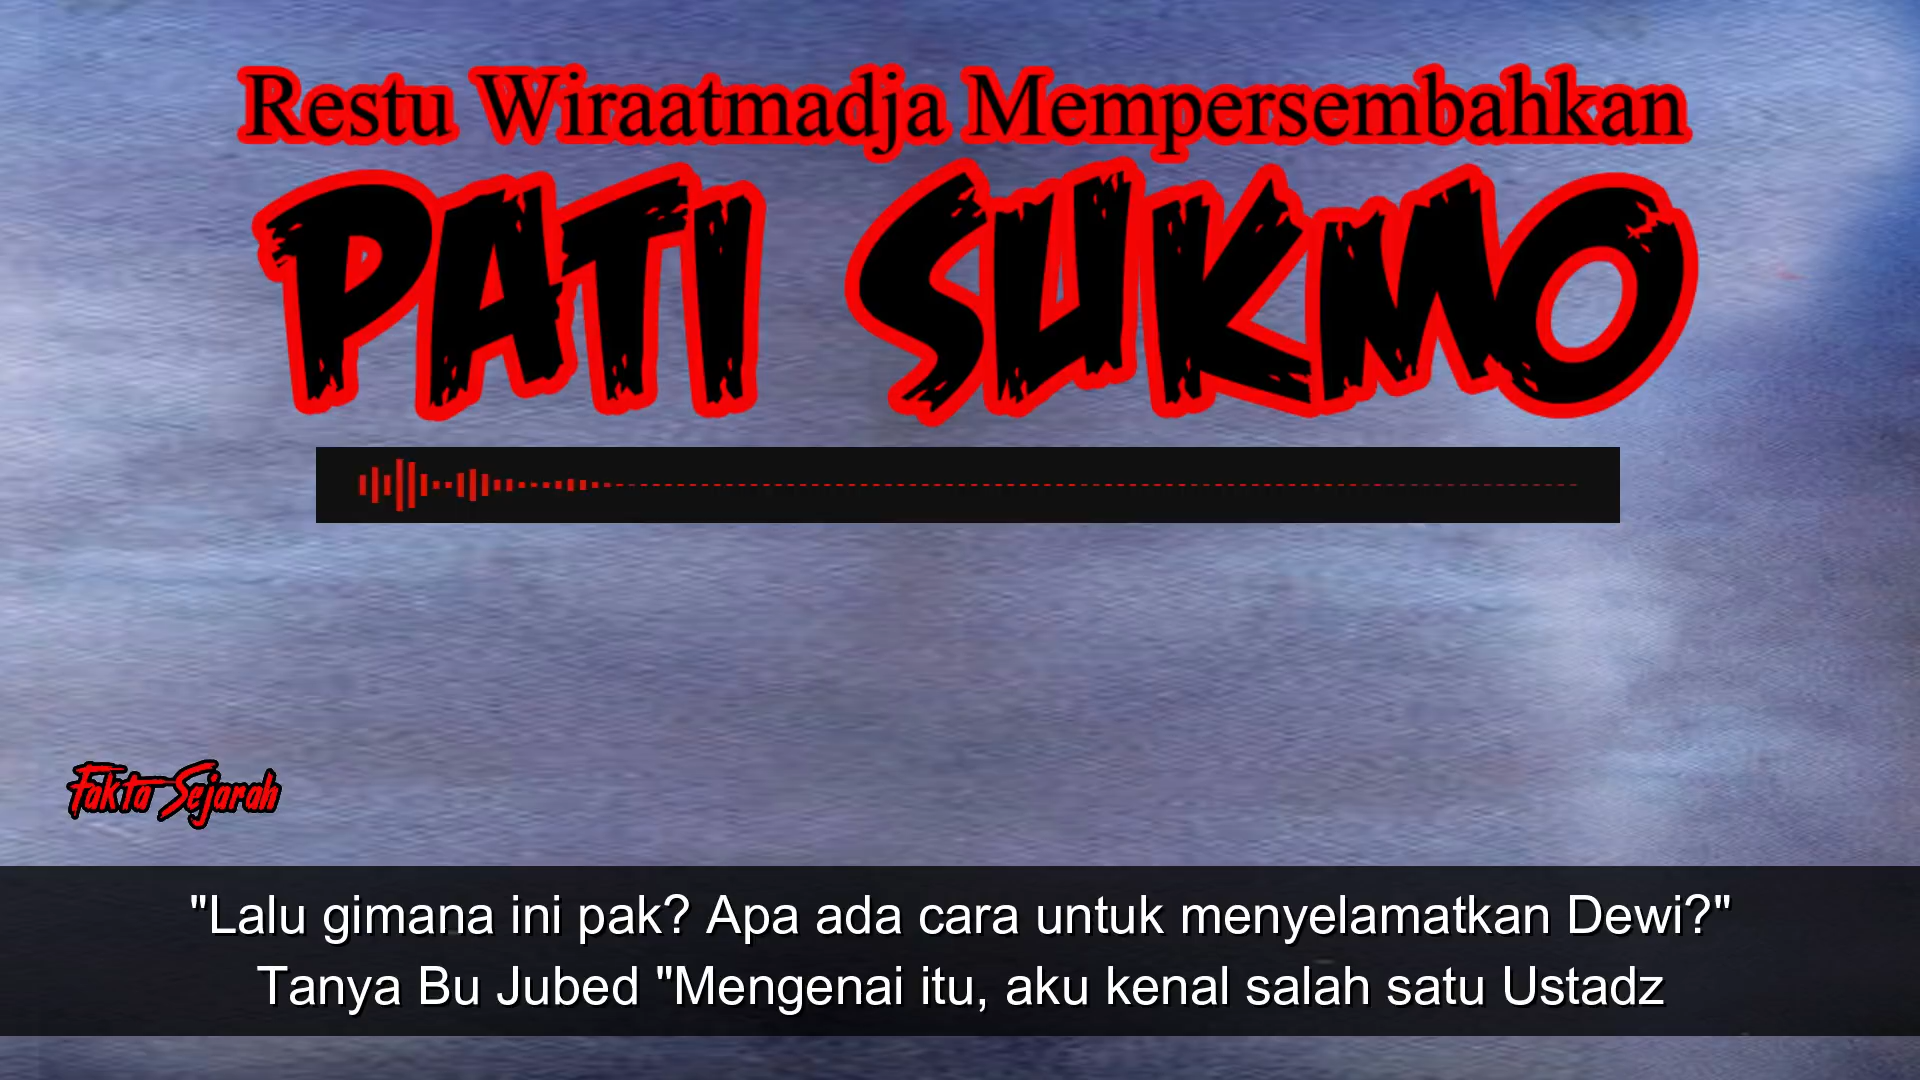 Restu Wiraatmadja Mempersembahkan
PATI SUKMO
Fakta Sejarah
"Lalu gimana ini pak? Apa ada cara untuk menyelamatkan Dewi?"
Tanya Bu Jubed "Mengenai itu, aku kenal salah satu Ustadz